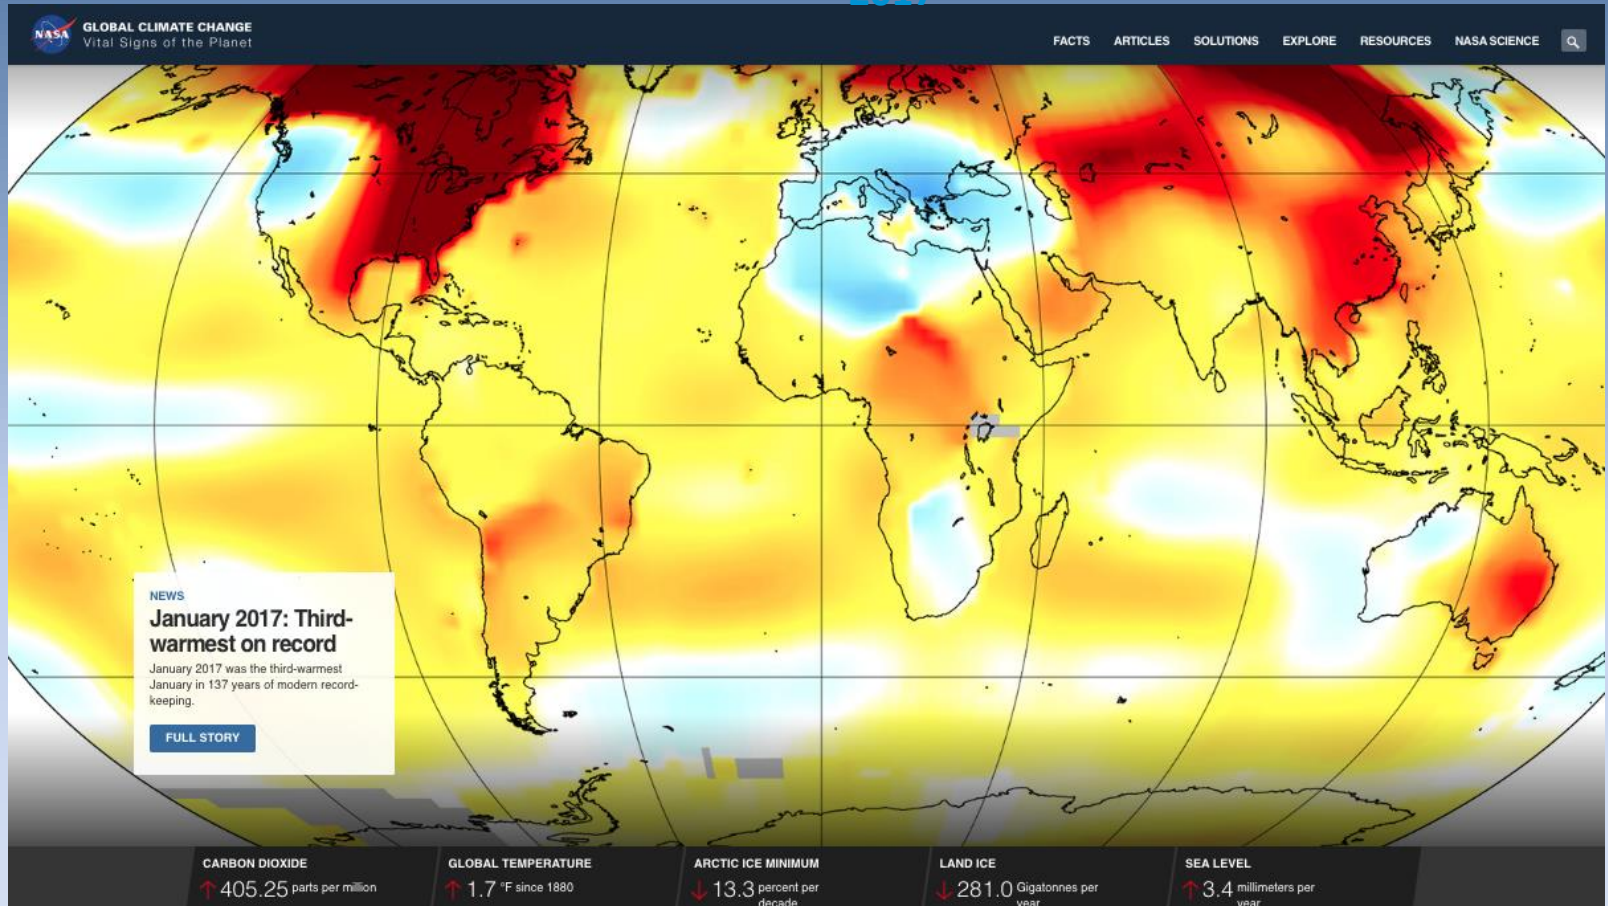 2017
NASA
GLOBAL CLIMATE CHANGE
Vital Signs of the Planet
FACTS ARTICLES SOLUTIONS EXPLORE RESOURCES NASA SCIENCE
NEWS
January 2017: Third-
warmest on record
January 2017 was the third-warmest
January in 137 years of modern record-
keeping.
FULL STORY
CARBON DIOXIDE
↑ 405.25 parts per million
GLOBAL TEMPERATURE
↑ 1.7 °F since 1880
ARCTIC ICE MINIMUM
↓ 13.3 percent per
decade
LAND ICE
↓ 281.0 Gigatonnes per
year
SEA LEVEL
↑ 3.4 millimeters per
year